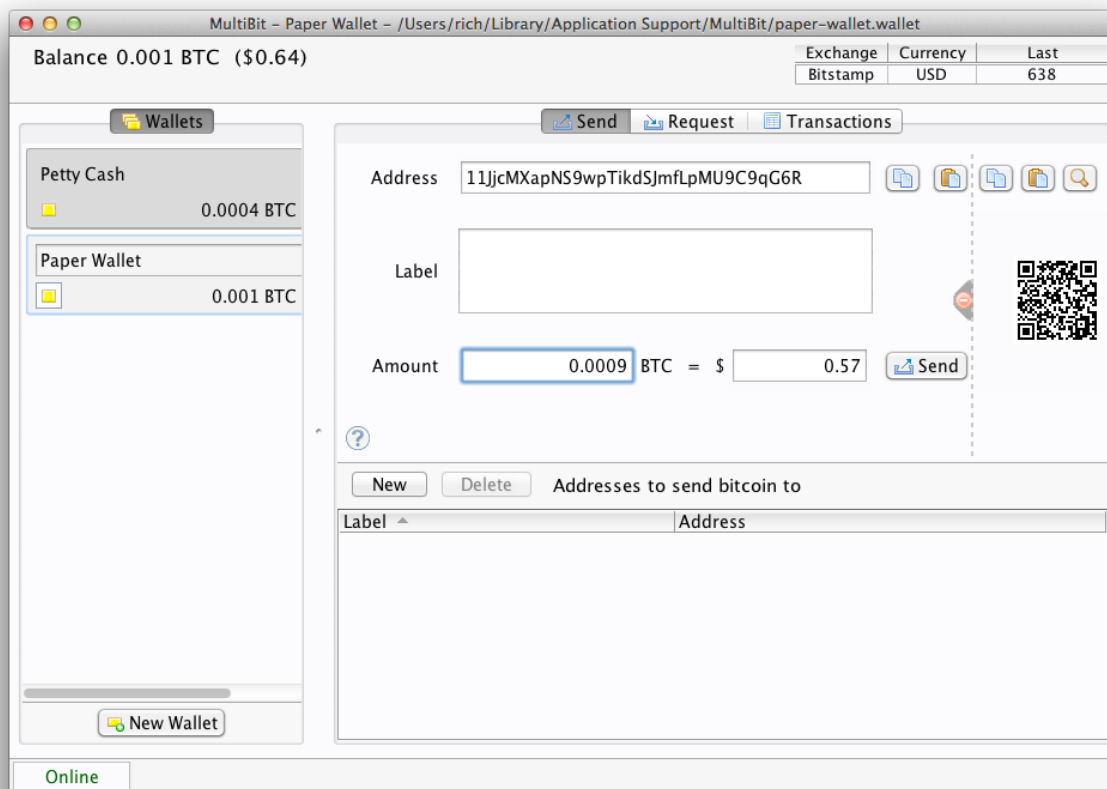 MultiBit – Paper Wallet – /Users/rich/Library/Application Support/MultiBit/paper-wallet.wallet
Balance 0.001 BTC ($0.64)
Exchange Currency Last
Bitstamp USD 638
Wallets
Send Request Transactions
Petty Cash
0.0004 BTC
Paper Wallet
0.001 BTC
Address 11JjcMXapNS9wpTikdSJmfLpMU9C9qG6R
Label
Amount 0.0009 BTC = $ 0.57 Send
?
New Delete Addresses to send bitcoin to
Label Address
New Wallet
Online